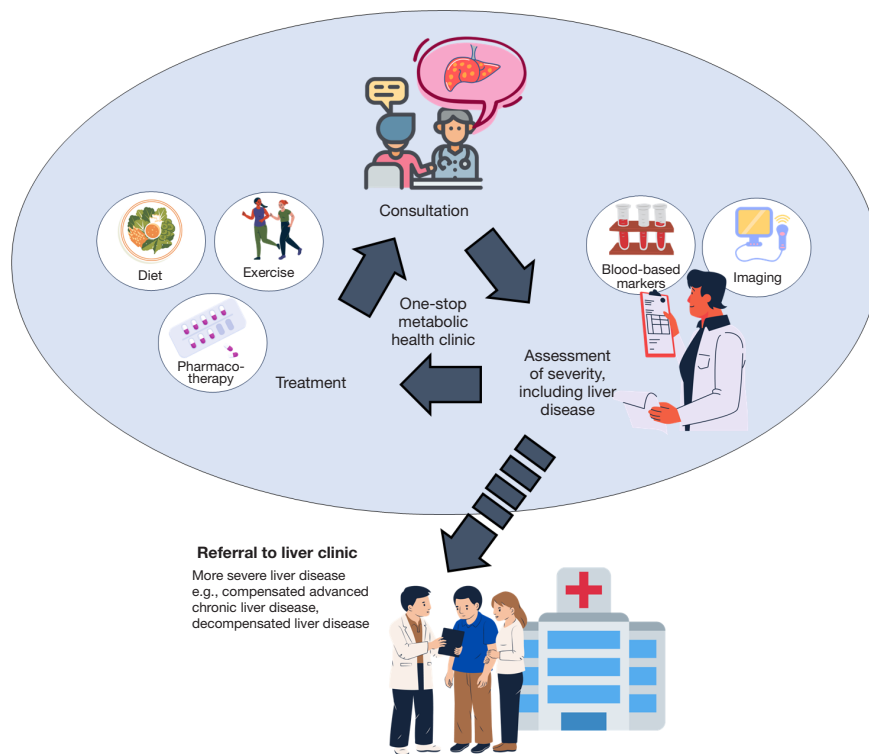 Consultation
Diet
Exercise
Pharmaco-
therapy
Treatment
One-stop
metabolic
health clinic
Blood-based
markers
Imaging
Assessment
of severity,
including liver
disease
Referral to liver clinic
More severe liver disease
e.g., compensated advanced
chronic liver disease,
decompensated liver disease